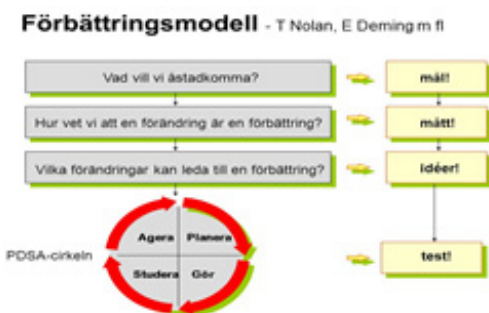 Förbättringsmodell - T Nolan, E Deming m fl
Vad vill vi åstadkomma?
mål!
Hur vet vi att en förändring är en förbättring?
mått!
Vilka förändringar kan leda till en förbättring?
idéer!
Agera
Planera
PDSA-cirkeln
Studera
Gör
test!